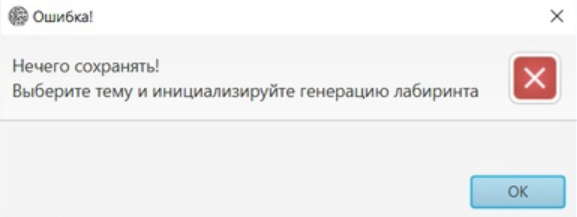 Ошибка!
Нечего сохранять!
Выберите тему и инициализируйте генерацию лабиринта
OK